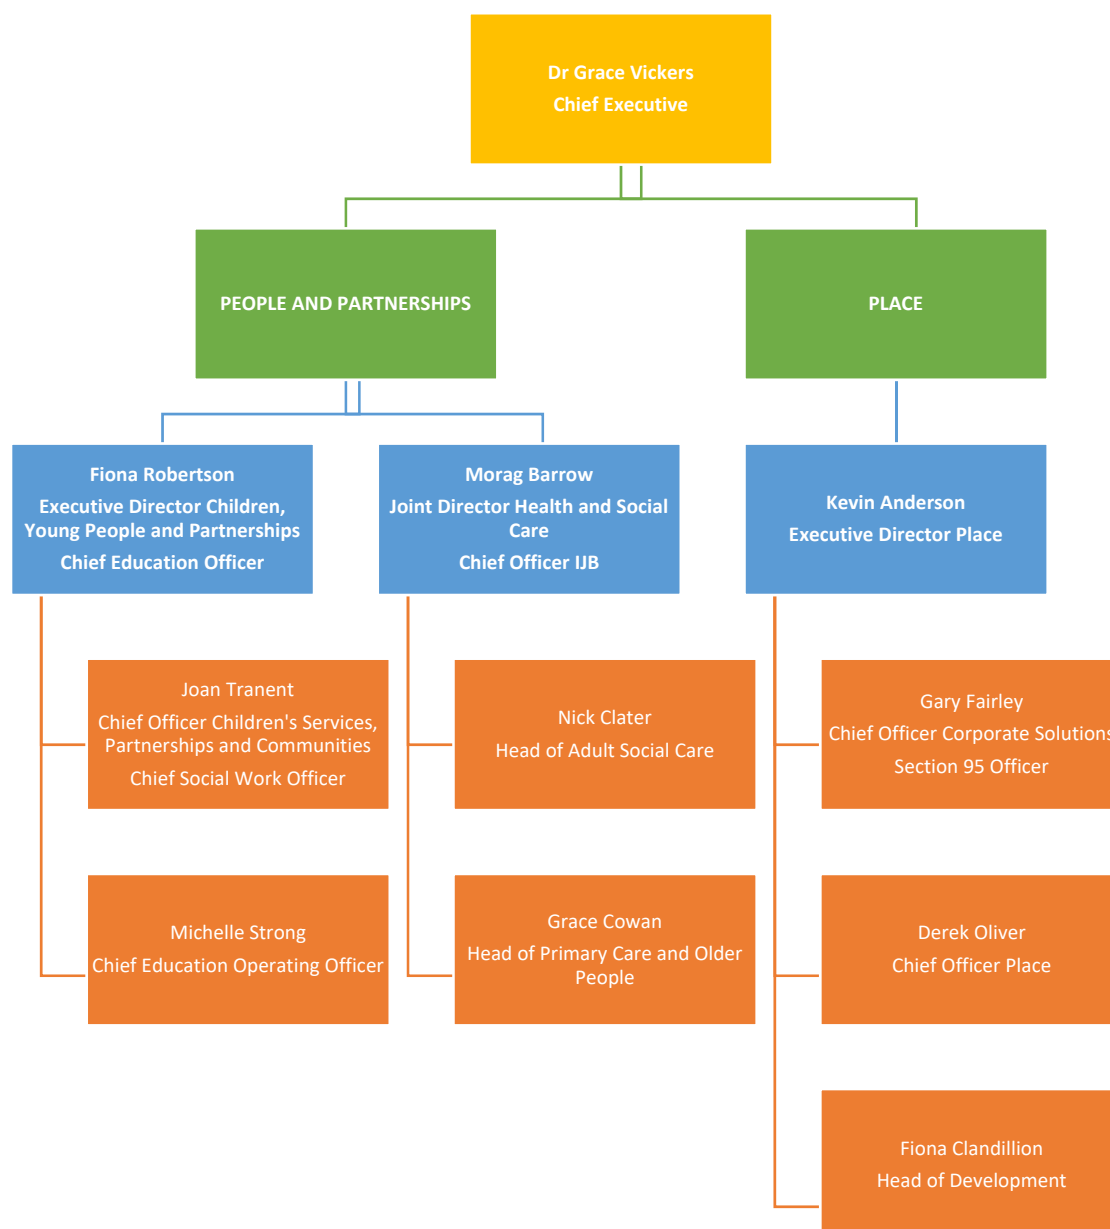 Dr Grace Vickers
Chief Executive
PEOPLE AND PARTNERSHIPS
PLACE
Fiona Robertson
Executive Director Children,
Young People and Partnerships
Chief Education Officer
Morag Barrow
Joint Director Health and Social
Care
Chief Officer IJB
Kevin Anderson
Executive Director Place
Joan Tranent
Chief Officer Children's Services,
Partnerships and Communities
Chief Social Work Officer
Nick Clater
Head of Adult Social Care
Gary Fairley
Chief Officer Corporate Solutions
Section 95 Officer
Michelle Strong
Chief Education Operating Officer
Grace Cowan
Head of Primary Care and Older
People
Derek Oliver
Chief Officer Place
Fiona Clandillion
Head of Development